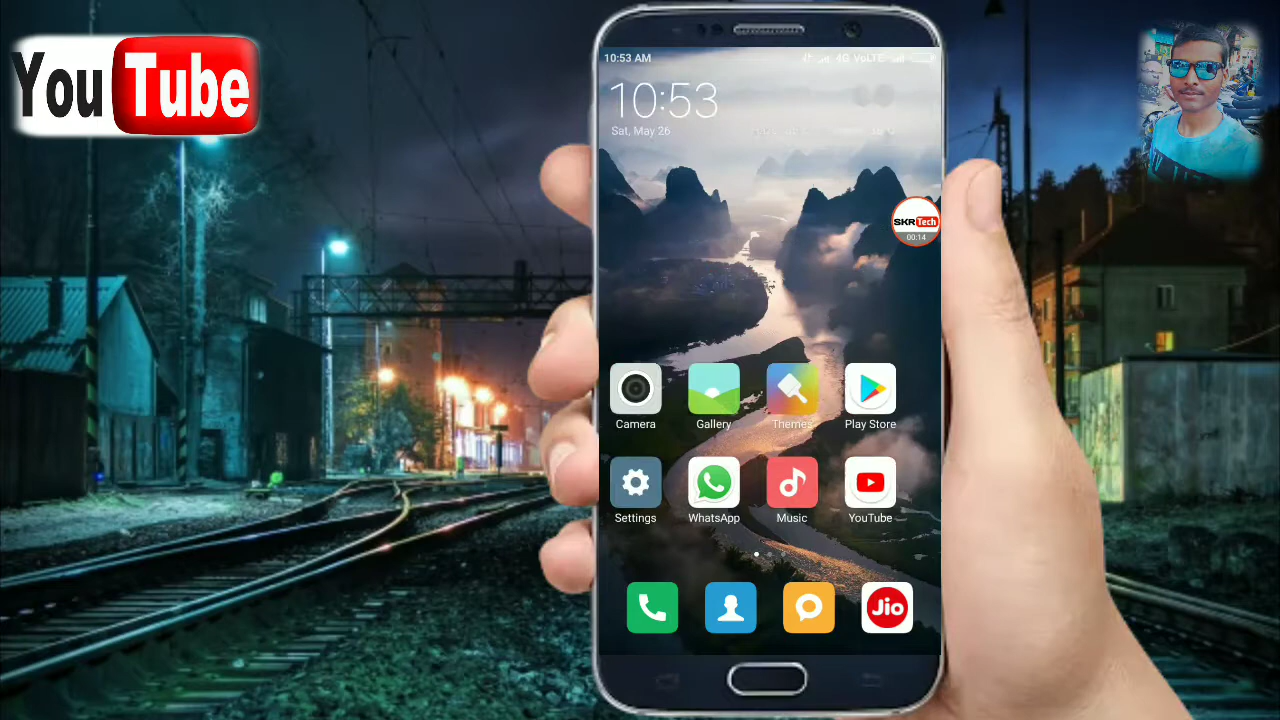 YouTube
10:53 AM
4G VoLTE
10:53
Sat, May 26
SKR Tech
00:14
Camera
Gallery
Themes
Play Store
Settings
WhatsApp
Music
YouTube
Jio